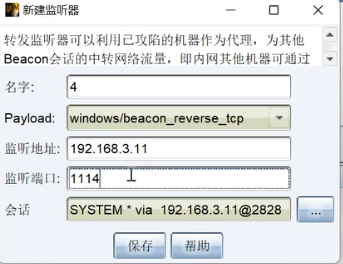 新建监听器
转发监听器可以利用已攻陷的机器作为代理，为其他
Beacon会话的中转网络流量，即内网其他机器可通过
名字: 4
Payload: windows/beacon_reverse_tcp
监听地址: 192.168.3.11
监听端口: 1114
会话 SYSTEM * via 192.168.3.11@2828 ...
保存 帮助